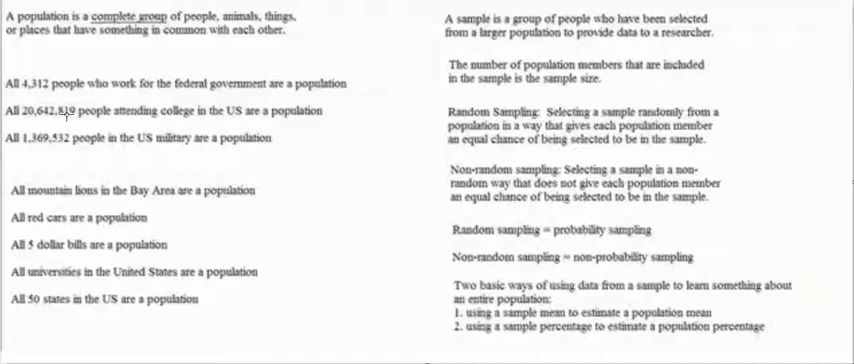 A population is a complete group of people, animals, things,
or places that have something in common with each other.
All 4,312 people who work for the federal government are a population
All 20,642,819 people attending college in the US are a population
All 1,369,532 people in the US military are a population
All mountain lions in the Bay Area are a population
All red cars are a population
All 5 dollar bills are a population
All universities in the United States are a population
All 50 states in the US are a population
A sample is a group of people who have been selected
from a larger population to provide data to a researcher.
The number of population members that are included
in the sample is the sample size.
Random Sampling: Selecting a sample randomly from a
population in a way that gives each population member
an equal chance of being selected to be in the sample.
Non-random sampling: Selecting a sample in a non-
random way that does not give each population member
an equal chance of being selected to be in the sample.
Random sampling = probability sampling
Non-random sampling = non-probability sampling
Two basic ways of using data from a sample to learn something about
an entire population:
1. using a sample mean to estimate a population mean
2. using a sample percentage to estimate a population percentage